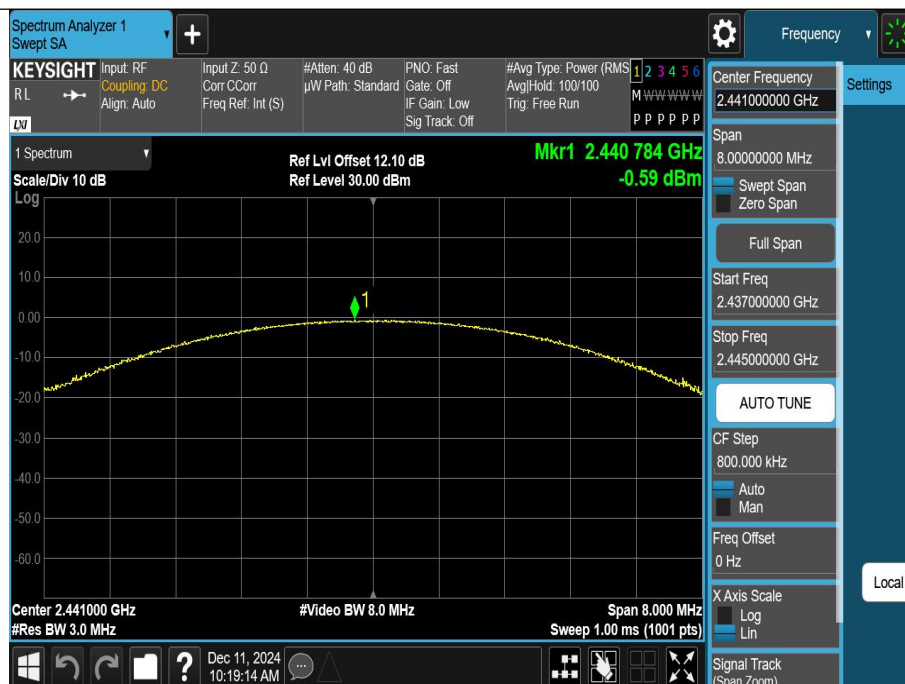 Spectrum Analyzer 1
Swept SA
Frequency
KEYSIGHT
RL
LXI
Input: RF
Coupling: DC
Align: Auto
Input Z: 50 Ω
Corr CCorr
Freq Ref: Int (S)
#Atten: 40 dB
µW Path: Standard
PNO: Fast
Gate: Off
IF Gain: Low
Sig Track: Off
#Avg Type: Power (RMS
Avg|Hold: 100/100
Trig: Free Run
1 2 3 4 5 6
M W W W W W
P P P P P P
1 Spectrum
Scale/Div 10 dB
Log
Ref Lvl Offset 12.10 dB
Ref Level 30.00 dBm
Mkr1 2.440 784 GHz
-0.59 dBm
20.0
10.0
0.00
-10.0
-20.0
-30.0
-40.0
-50.0
-60.0
1
Center 2.441000 GHz
#Res BW 3.0 MHz
#Video BW 8.0 MHz
Span 8.000 MHz
Sweep 1.00 ms (1001 pts)
?
Dec 11, 2024
10:19:14 AM
Center Frequency
2.441000000 GHz
Span
8.00000000 MHz
Swept Span
Zero Span
Full Span
Start Freq
2.437000000 GHz
Stop Freq
2.445000000 GHz
AUTO TUNE
CF Step
800.000 kHz
Auto
Man
Freq Offset
0 Hz
X Axis Scale
Log
Lin
Signal Track
(Span Zoom)
Settings
Local